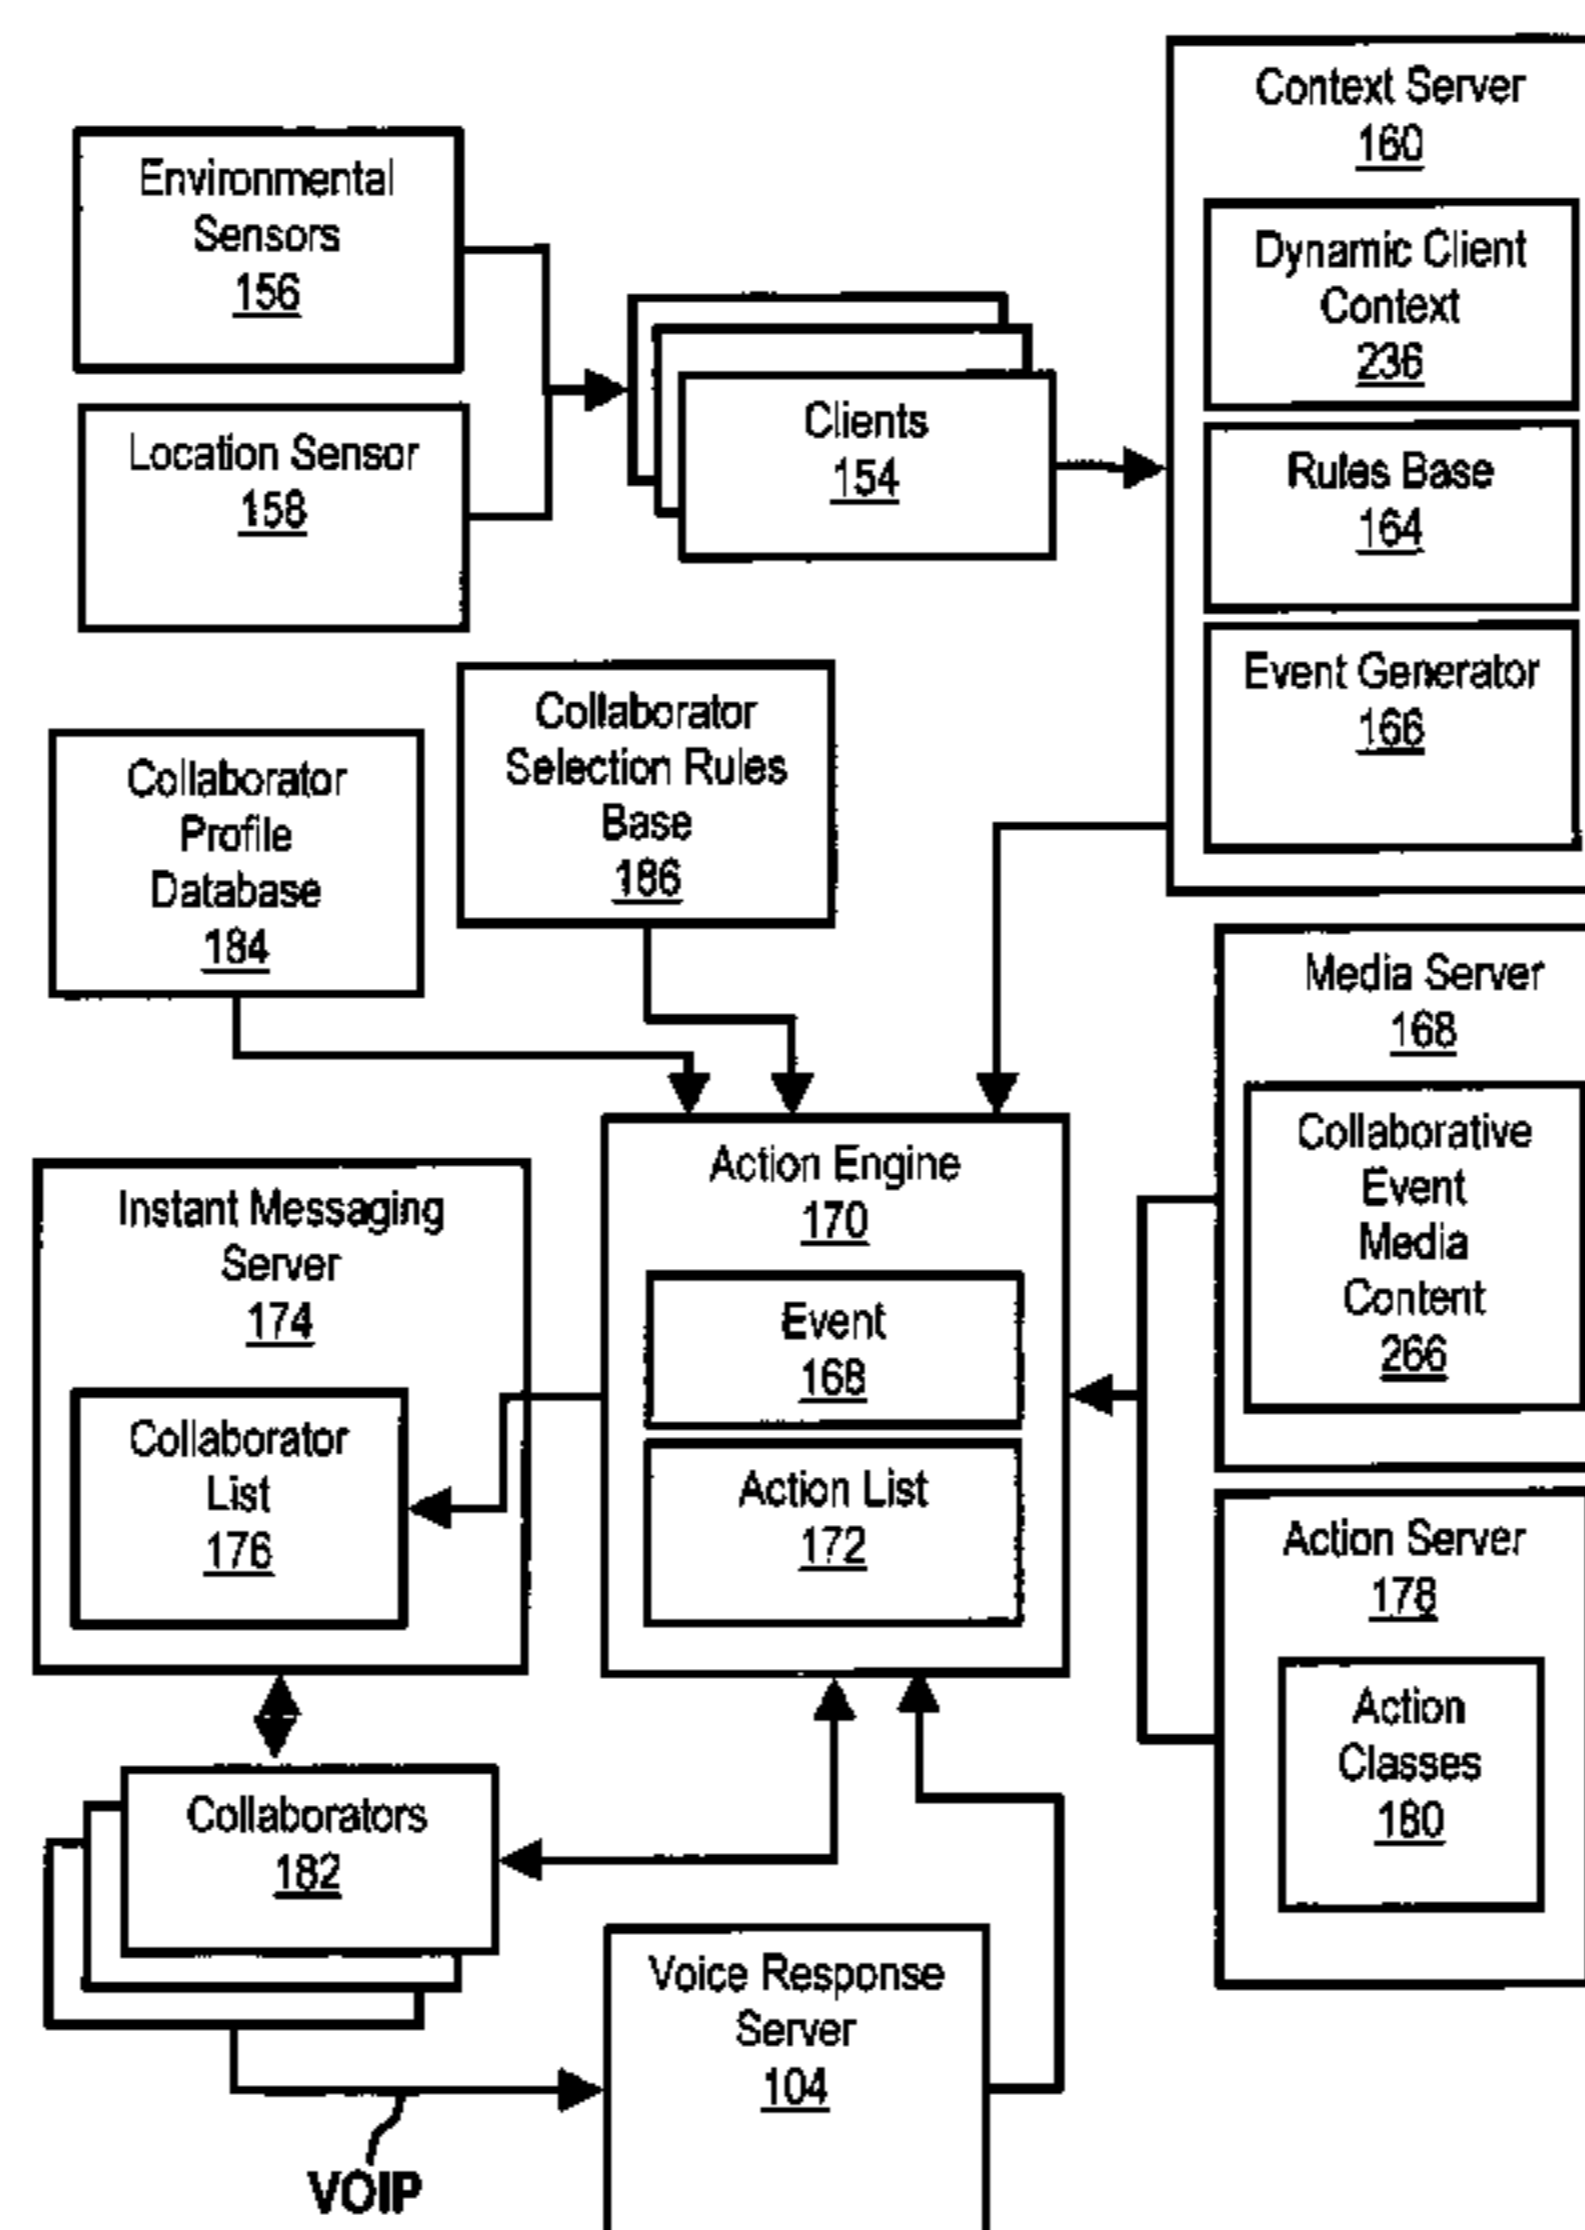 Context Server
160
Environmental
Sensors
156
Dynamic Client
Context
236
Clients
154
Location Sensor
158
Rules Base
164
Event Generator
166
Collaborator
Selection Rules
Base
186
Collaborator
Profile
Database
184
Media Server
168
Collaborative
Event
Media
Content
266
Action Engine
170
Instant Messaging
Server
174
Event
168
Collaborator
List
176
Action List
172
Action Server
178
Action
Classes
180
Collaborators
182
Voice Response
Server
104
VOIP